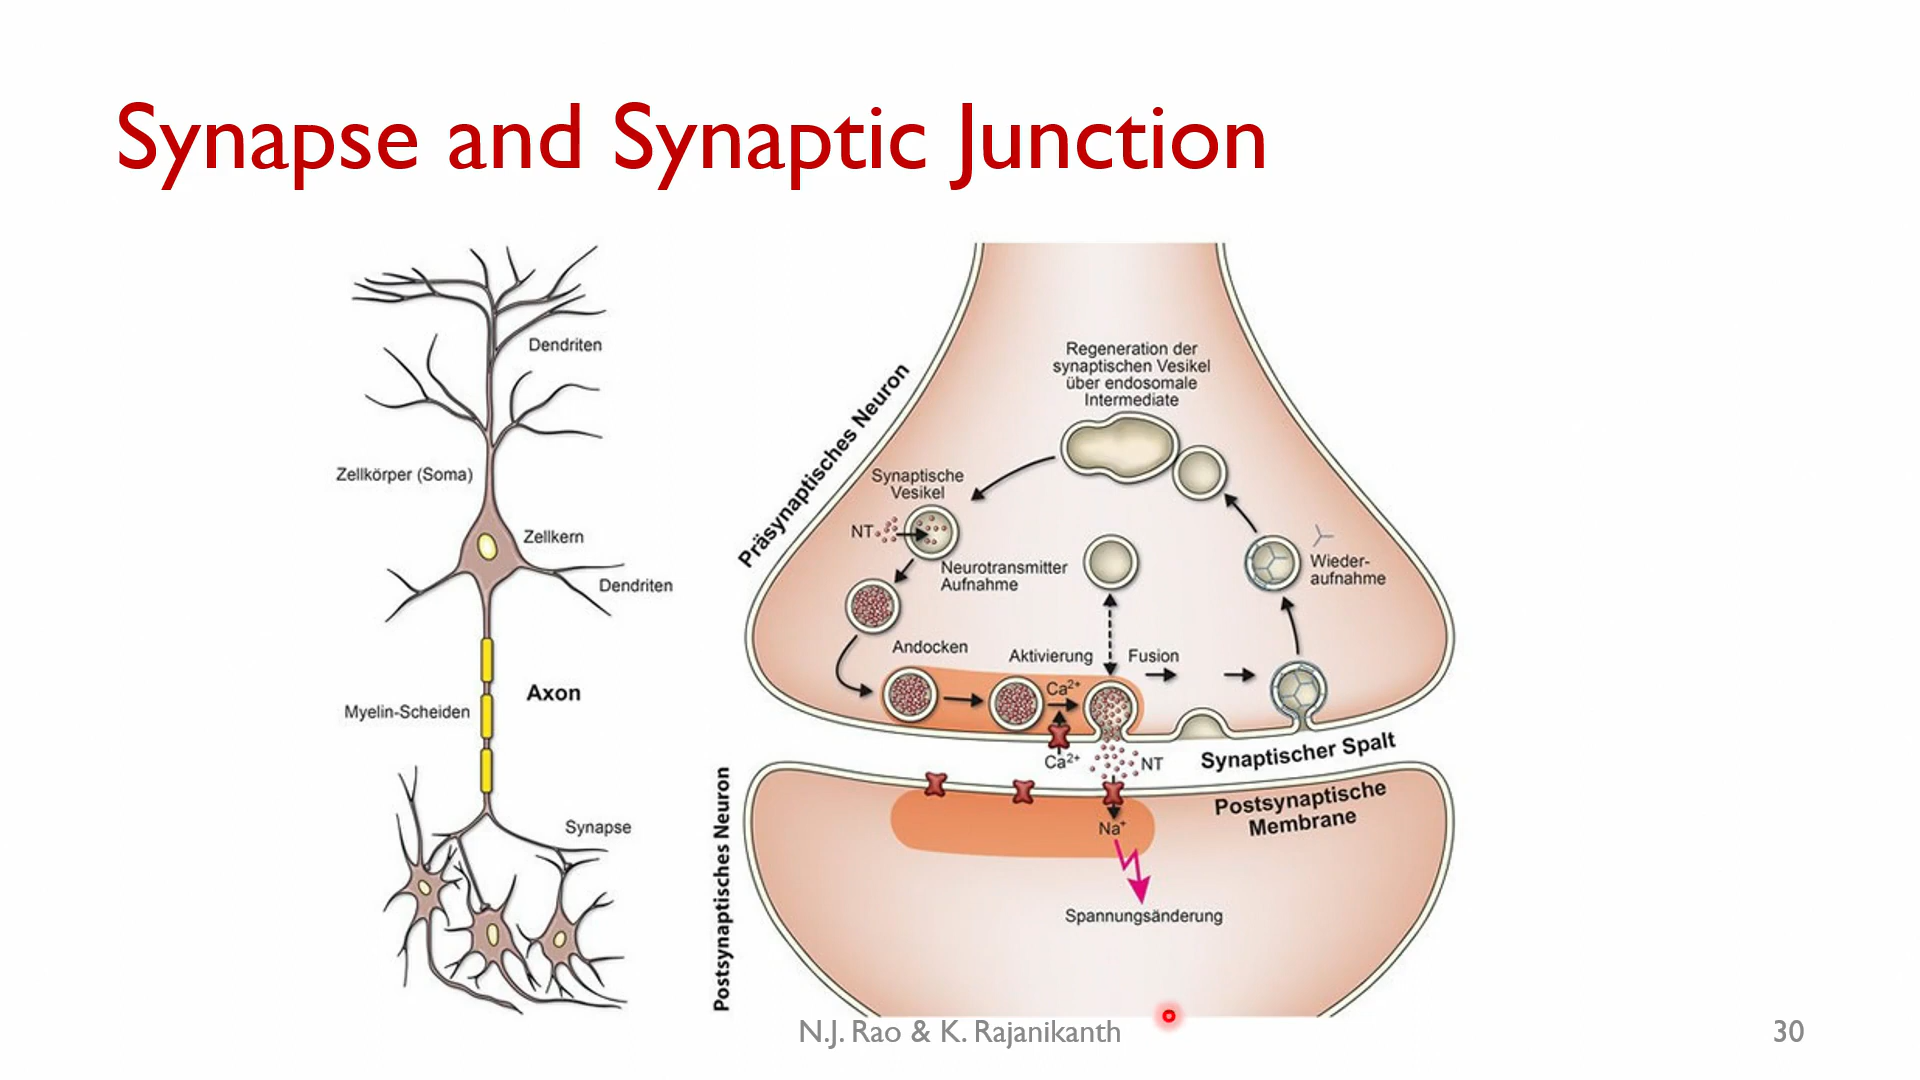 Synapse and Synaptic Junction
Dendriten
Zellkörper (Soma)
Zellkern
Dendriten
Axon
Myelin-Scheiden
Synapse
Präsynaptisches Neuron
Regeneration der
synaptischen Vesikel
über endosomale
Intermediate
Synaptische
Vesikel
NT
Neurotransmitter
Aufnahme
Wieder-
aufnahme
Andocken
Aktivierung
Fusion
Ca²⁺
Ca²⁺
NT
Synaptischer Spalt
Postsynaptische
Membrane
Na⁺
Spannungsänderung
Postsynaptisches Neuron
N.J. Rao & K. Rajanikanth
30